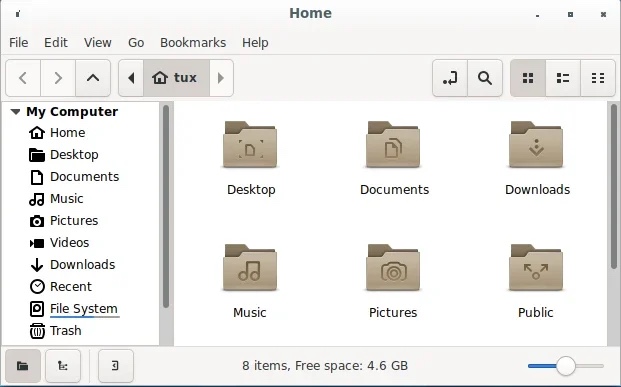 Home
File Edit View Go Bookmarks Help
tux
My Computer
Home
Desktop
Documents
Music
Pictures
Videos
Downloads
Recent
File System
Trash
Desktop Documents Downloads
Music Pictures Public
8 items, Free space: 4.6 GB